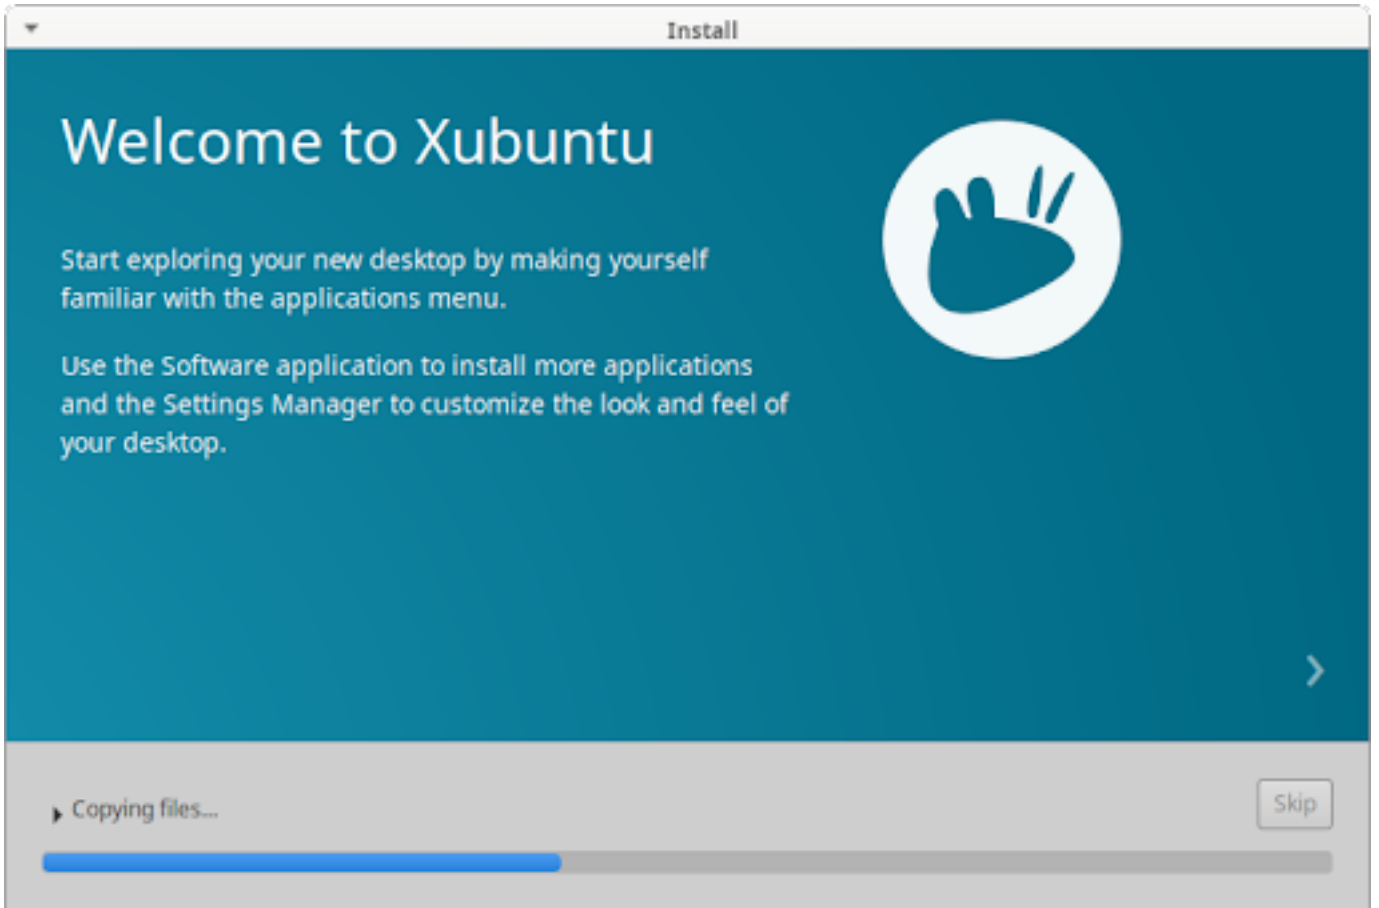 Install
Welcome to Xubuntu
Start exploring your new desktop by making yourself
familiar with the applications menu.
Use the Software application to install more applications
and the Settings Manager to customize the look and feel of
your desktop.
Copying files...
Skip